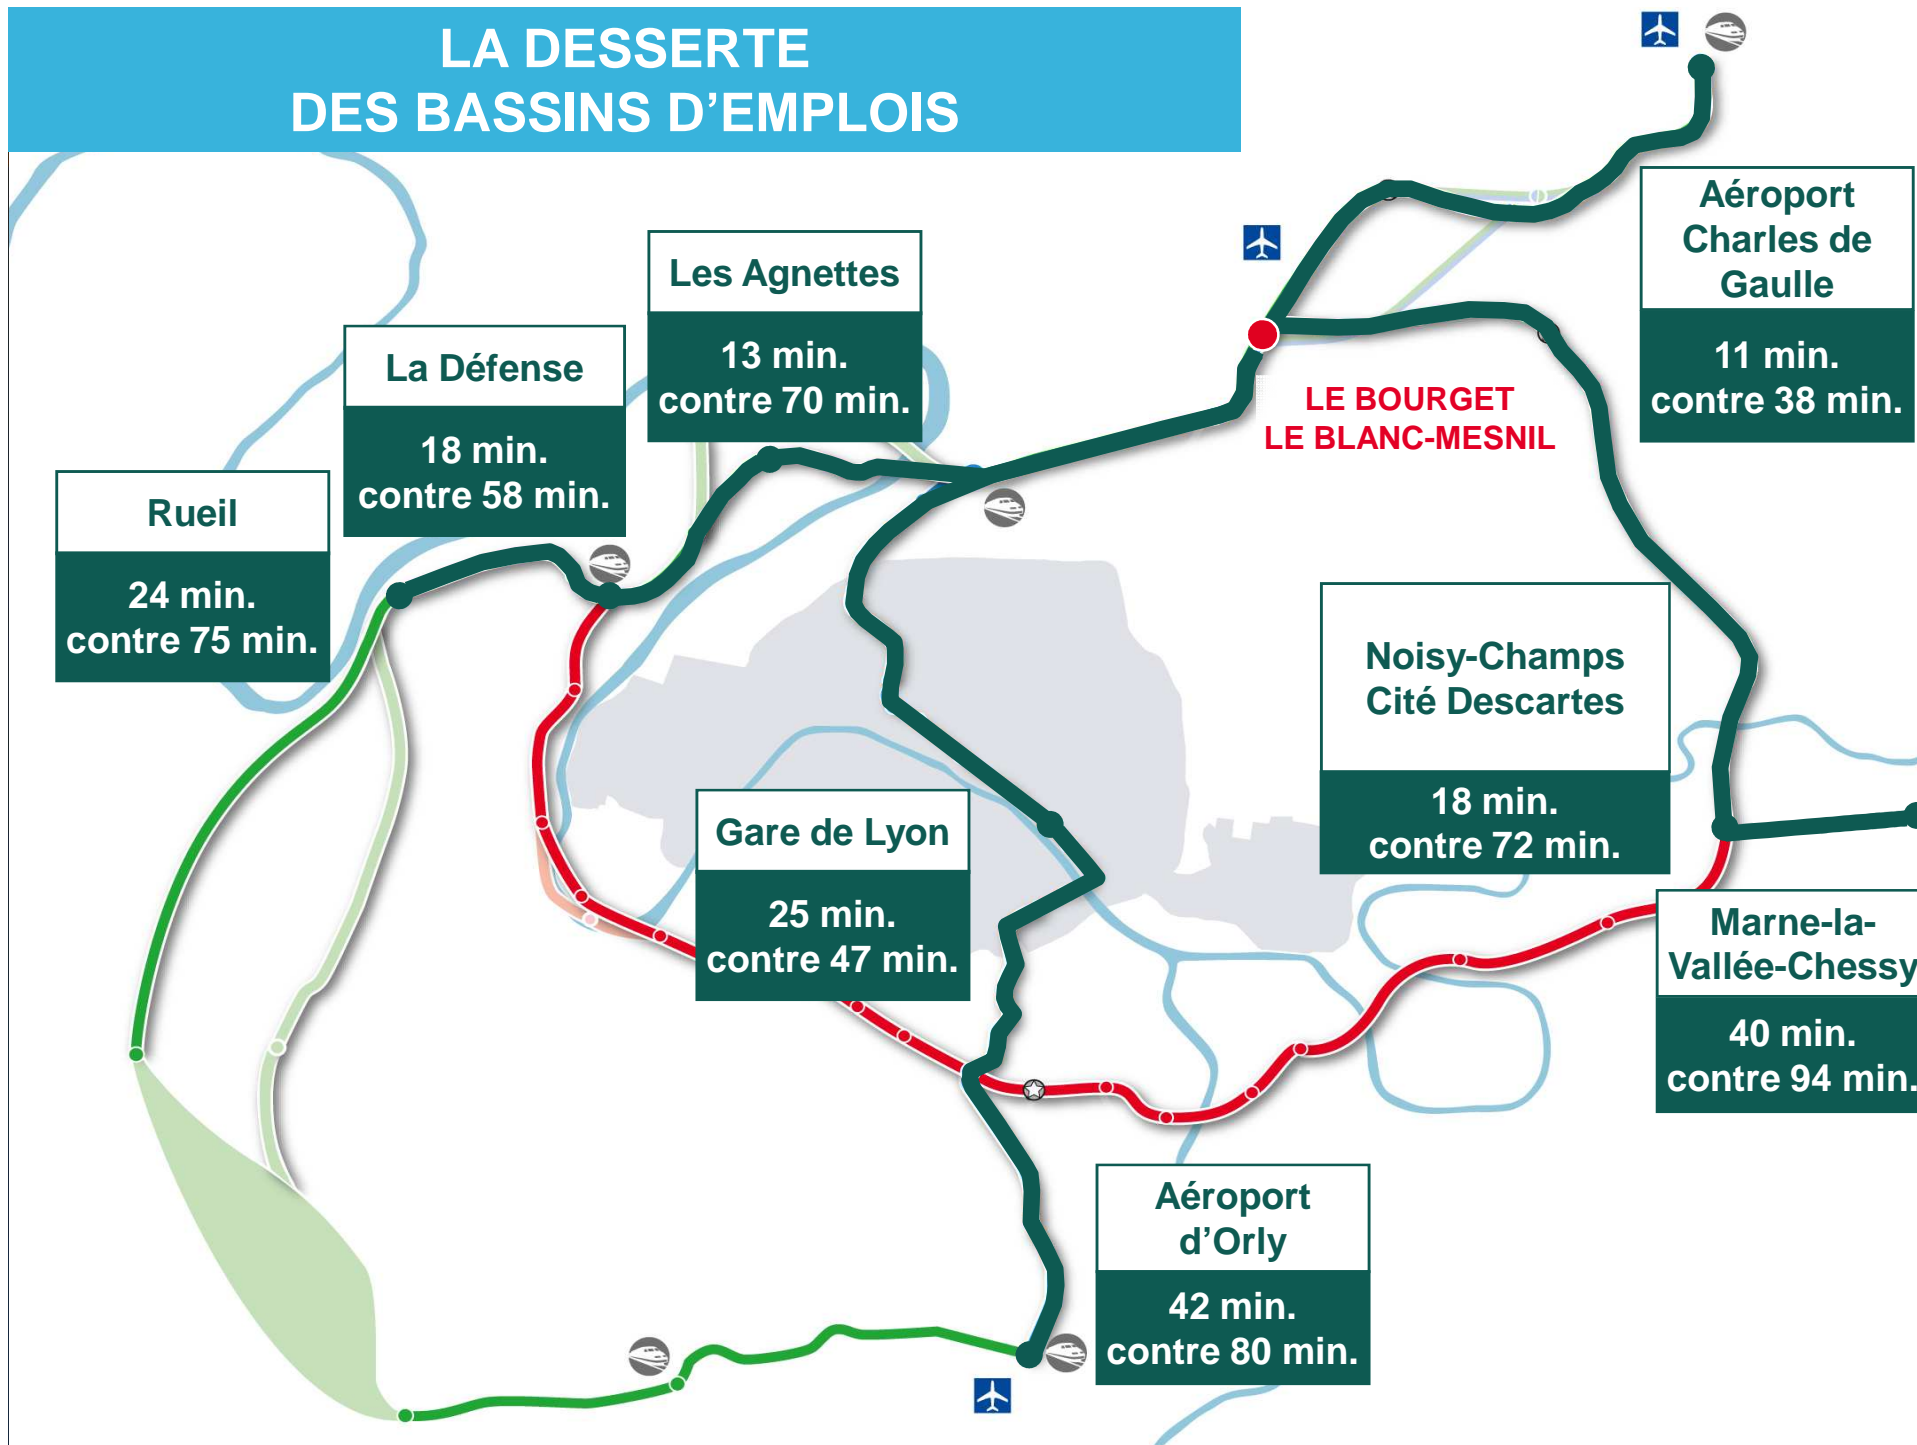 LA DESSERTE
DES BASSINS D’EMPLOIS
Aéroport
Charles de
Gaulle
11 min.
contre 38 min.
Les Agnettes
13 min.
contre 70 min.
La Défense
18 min.
contre 58 min.
LE BOURGET
LE BLANC-MESNIL
Rueil
24 min.
contre 75 min.
Noisy-Champs
Cité Descartes
18 min.
contre 72 min.
Gare de Lyon
25 min.
contre 47 min.
Marne-la-
Vallée-Chessy
40 min.
contre 94 min.
Aéroport
d’Orly
42 min.
contre 80 min.